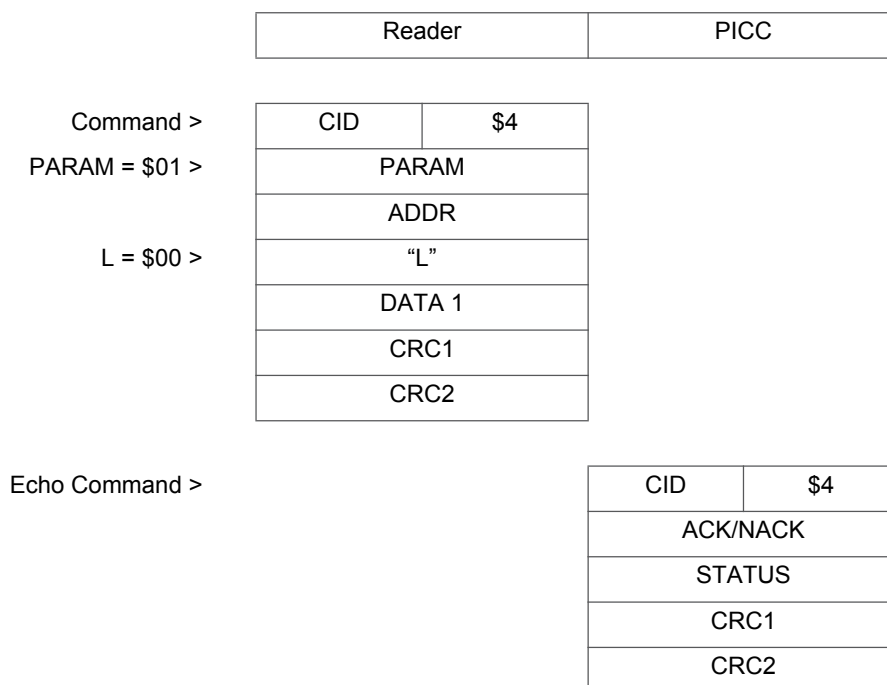 Reader PICC
Command > CID $4
PARAM = $01 > PARAM
ADDR
L = $00 > “L”
DATA 1
CRC1
CRC2
Echo Command > CID $4
ACK/NACK
STATUS
CRC1
CRC2